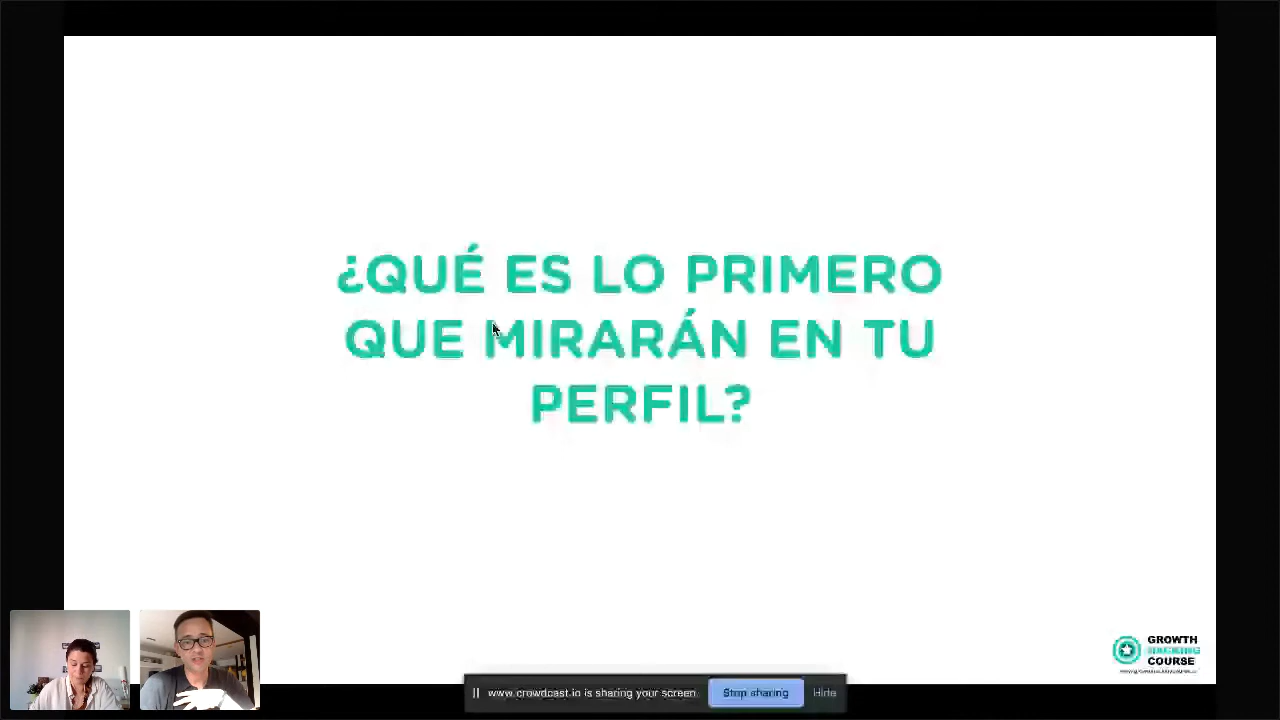 ¿QUÉ ES LO PRIMERO
QUE MIRARÁN EN TU
PERFIL?
GROWTH
HACKING
COURSE
www.crowdcast.io is sharing your screen
Stop sharing
Hide